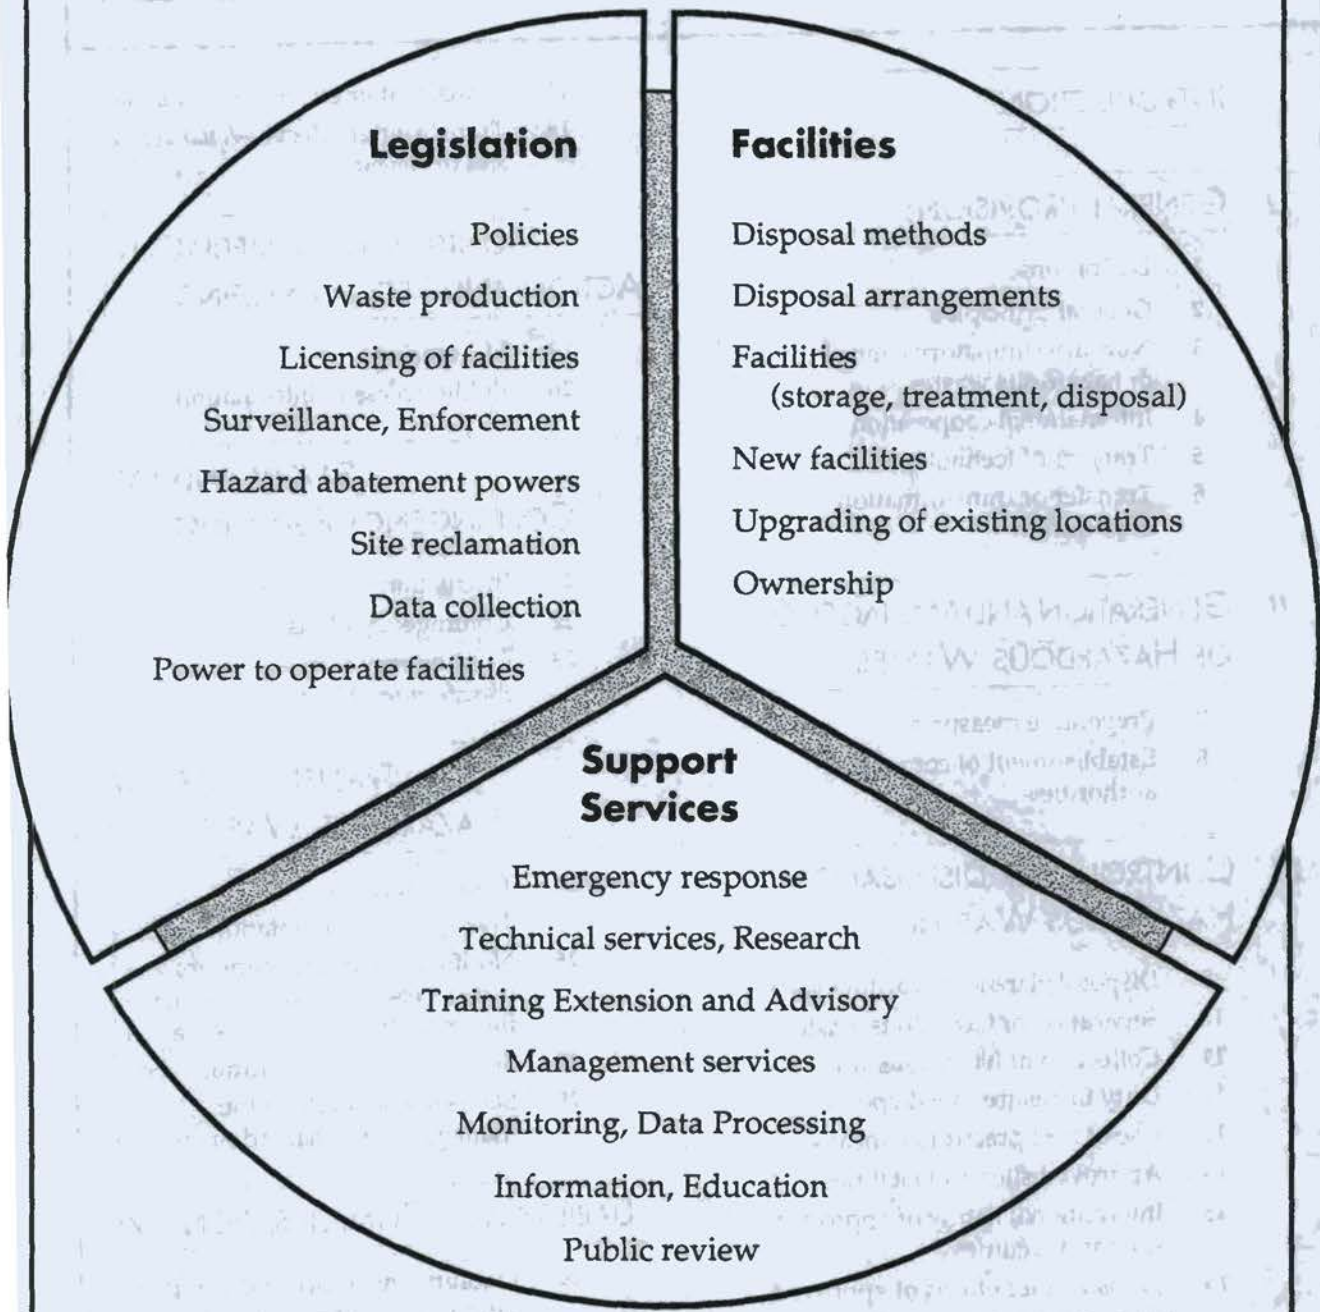 Legislation
Policies
Waste production
Licensing of facilities
Surveillance, Enforcement
Hazard abatement powers
Site reclamation
Data collection
Power to operate facilities
Facilities
Disposal methods
Disposal arrangements
Facilities
(storage, treatment, disposal)
New facilities
Upgrading of existing locations
Ownership
Support
Services
Emergency response
Technical services, Research
Training Extension and Advisory
Management services
Monitoring, Data Processing
Information, Education
Public review